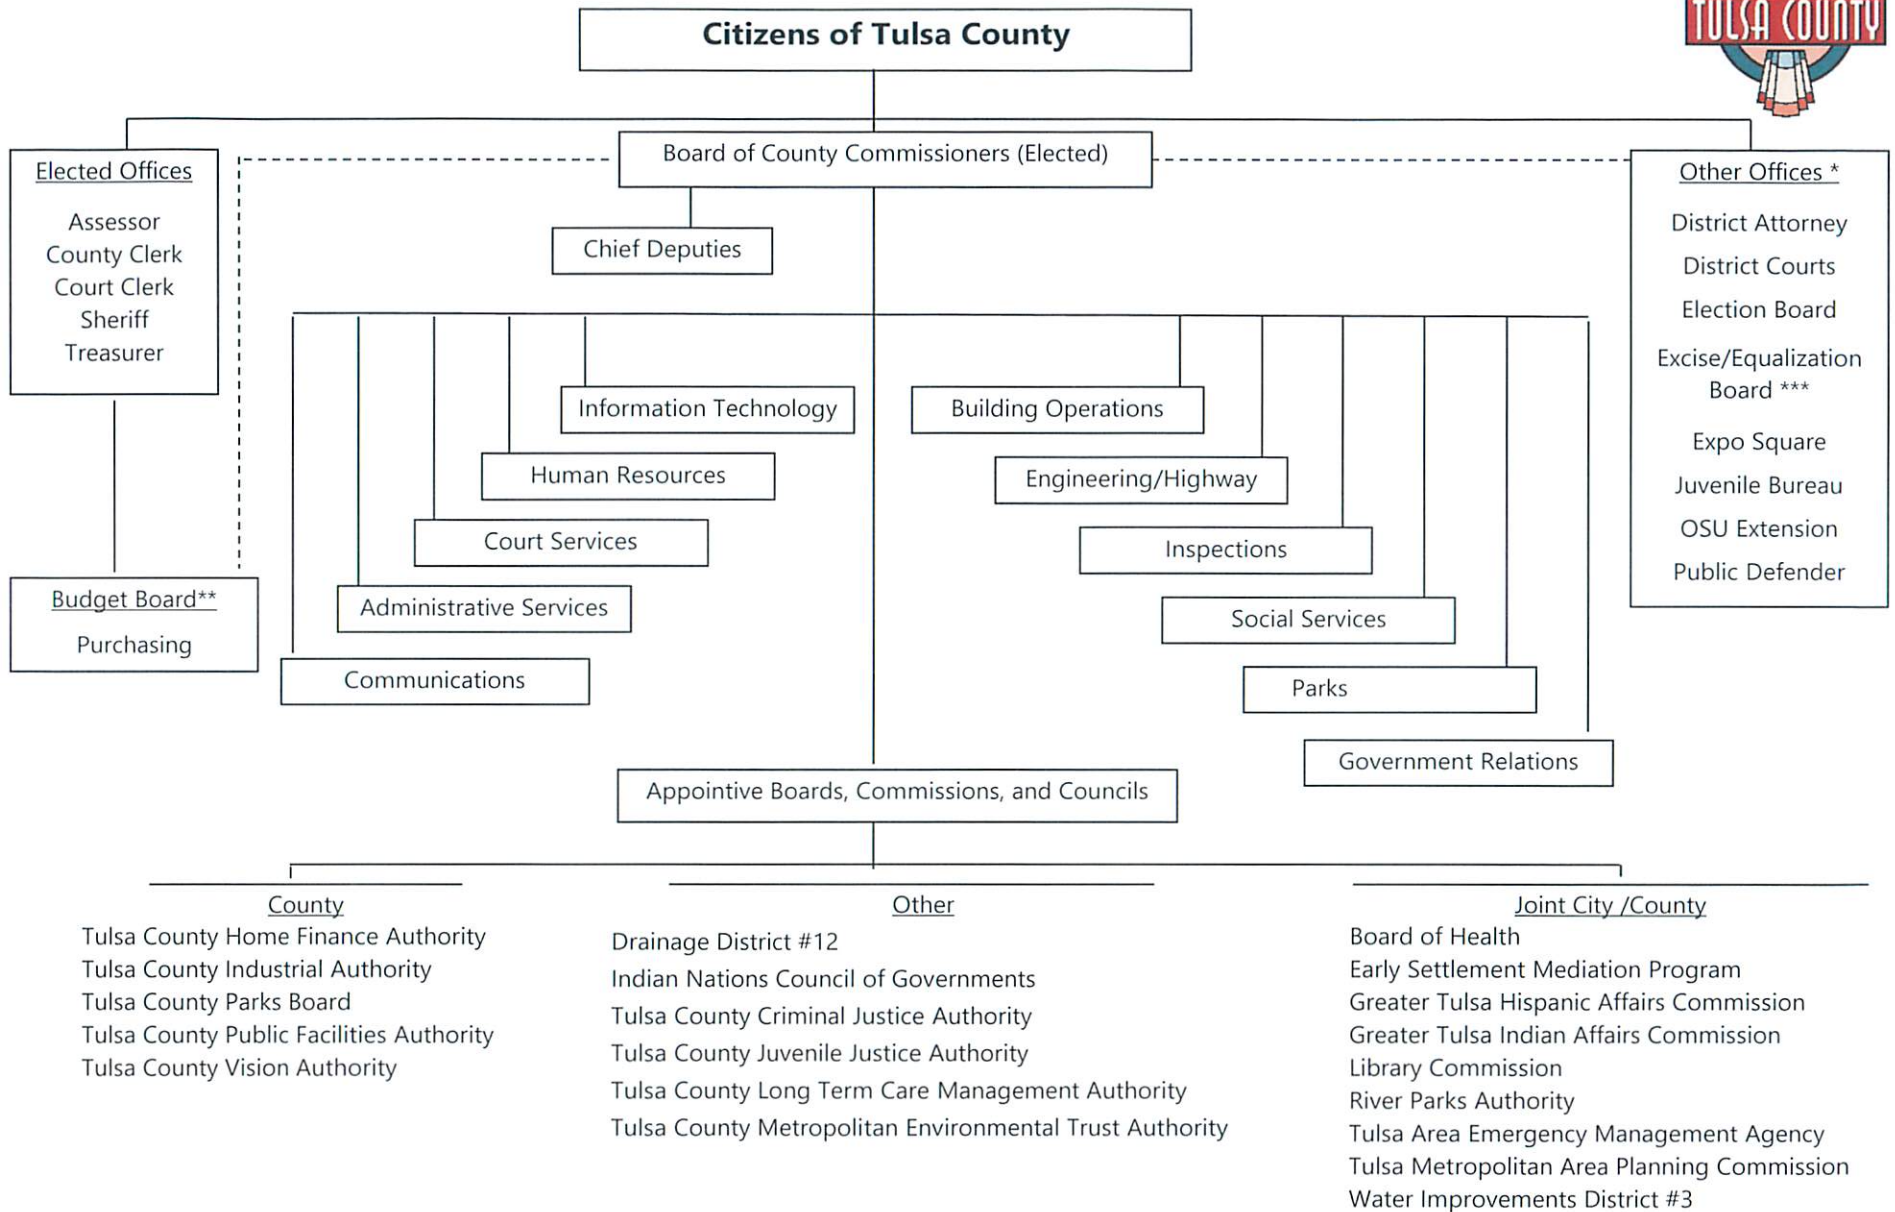 Citizens of Tulsa County
TULSA COUNTY
Board of County Commissioners (Elected)
Elected Offices
Assessor
County Clerk
Court Clerk
Sheriff
Treasurer
Other Offices *
District Attorney
District Courts
Election Board
Excise/Equalization
Board ***
Expo Square
Juvenile Bureau
OSU Extension
Public Defender
Chief Deputies
Information Technology
Human Resources
Court Services
Administrative Services
Communications
Building Operations
Engineering/Highway
Inspections
Social Services
Parks
Government Relations
Budget Board**
Purchasing
Appointive Boards, Commissions, and Councils
County
Tulsa County Home Finance Authority
Tulsa County Industrial Authority
Tulsa County Parks Board
Tulsa County Public Facilities Authority
Tulsa County Vision Authority
Other
Drainage District #12
Indian Nations Council of Governments
Tulsa County Criminal Justice Authority
Tulsa County Juvenile Justice Authority
Tulsa County Long Term Care Management Authority
Tulsa County Metropolitan Environmental Trust Authority
Joint City /County
Board of Health
Early Settlement Mediation Program
Greater Tulsa Hispanic Affairs Commission
Greater Tulsa Indian Affairs Commission
Library Commission
River Parks Authority
Tulsa Area Emergency Management Agency
Tulsa Metropolitan Area Planning Commission
Water Improvements District #3